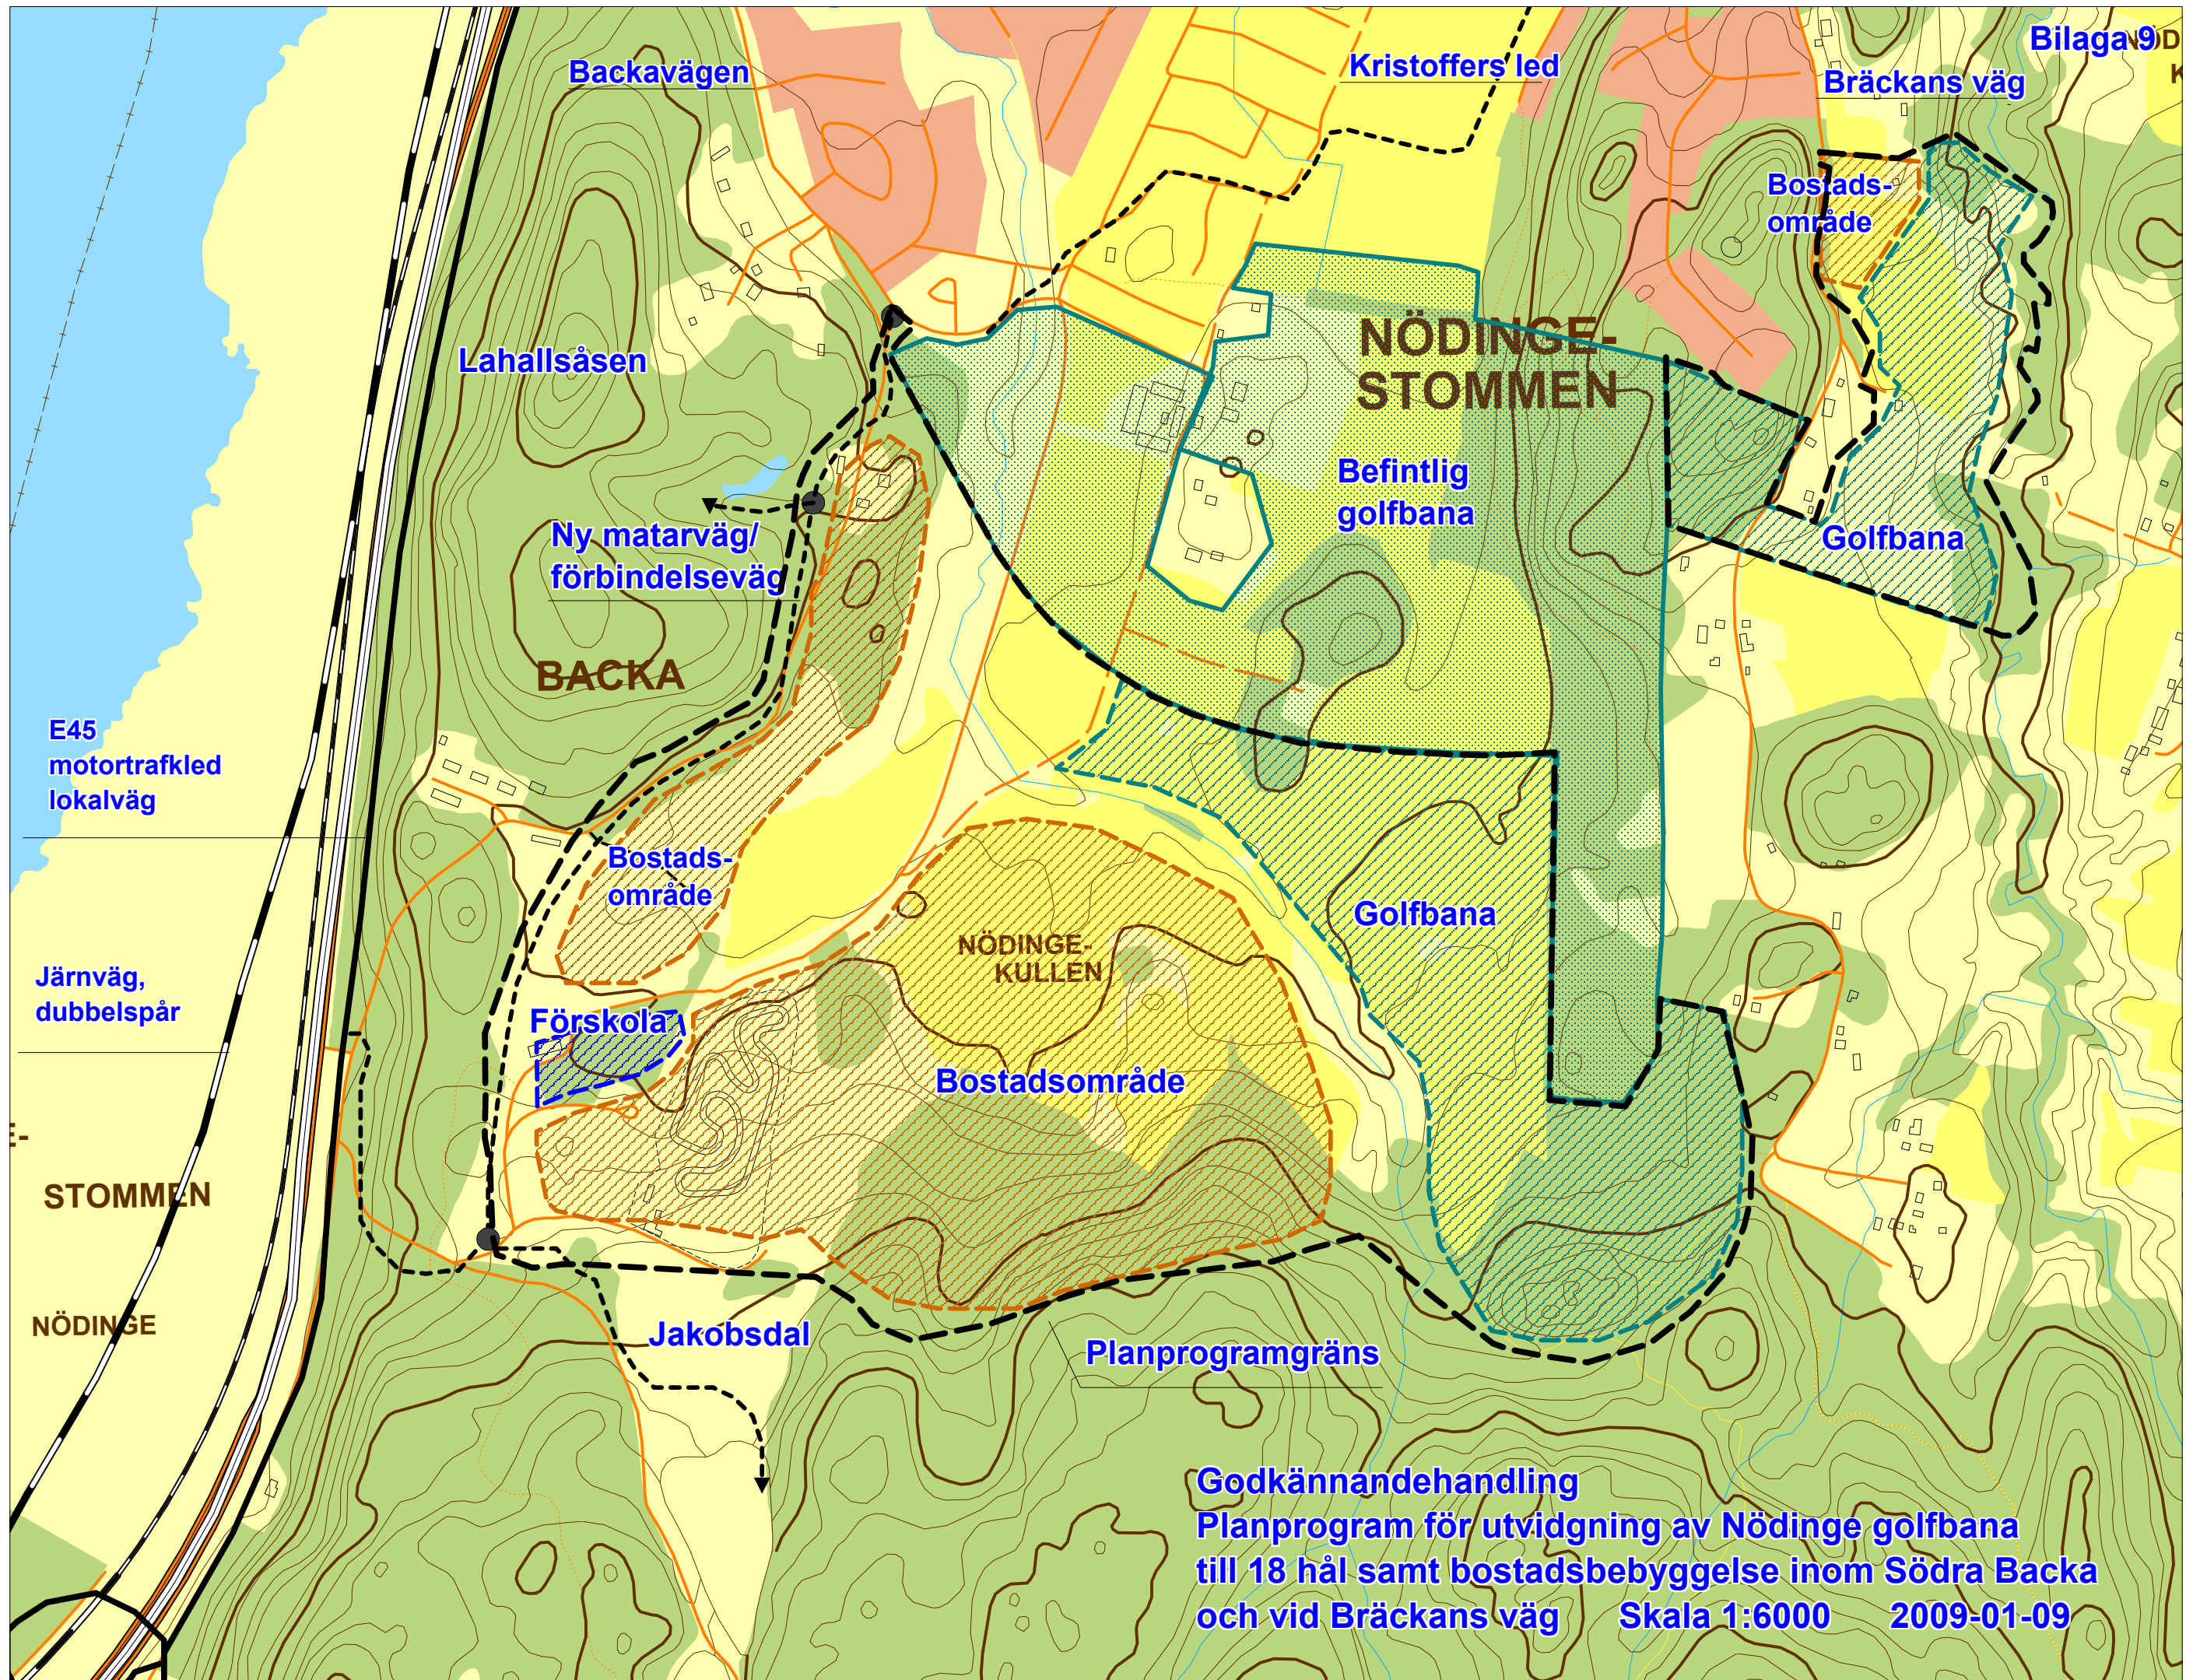 Bilaga 9
NÖD
K
Backavägen
Kristoffers led
Bräckans väg
Bostads-
område
NÖDINGE-
STOMMEN
Lahallsåsen
Befintlig
golfbana
Ny matarväg/
förbindelseväg
Golfbana
BACKA
E45
motortrafkled
lokalväg
Bostads-
område
Golfbana
NÖDINGE-
KULLEN
Järnväg,
dubbelspår
Förskola
Bostadsområde
E-
STOMMEN
NÖDINGE
Jakobsdal
Planprogramgräns
Godkännandehandling
Planprogram för utvidgning av Nödinge golfbana
till 18 hål samt bostadsbebyggelse inom Södra Backa
och vid Bräckans väg Skala 1:6000 2009-01-09